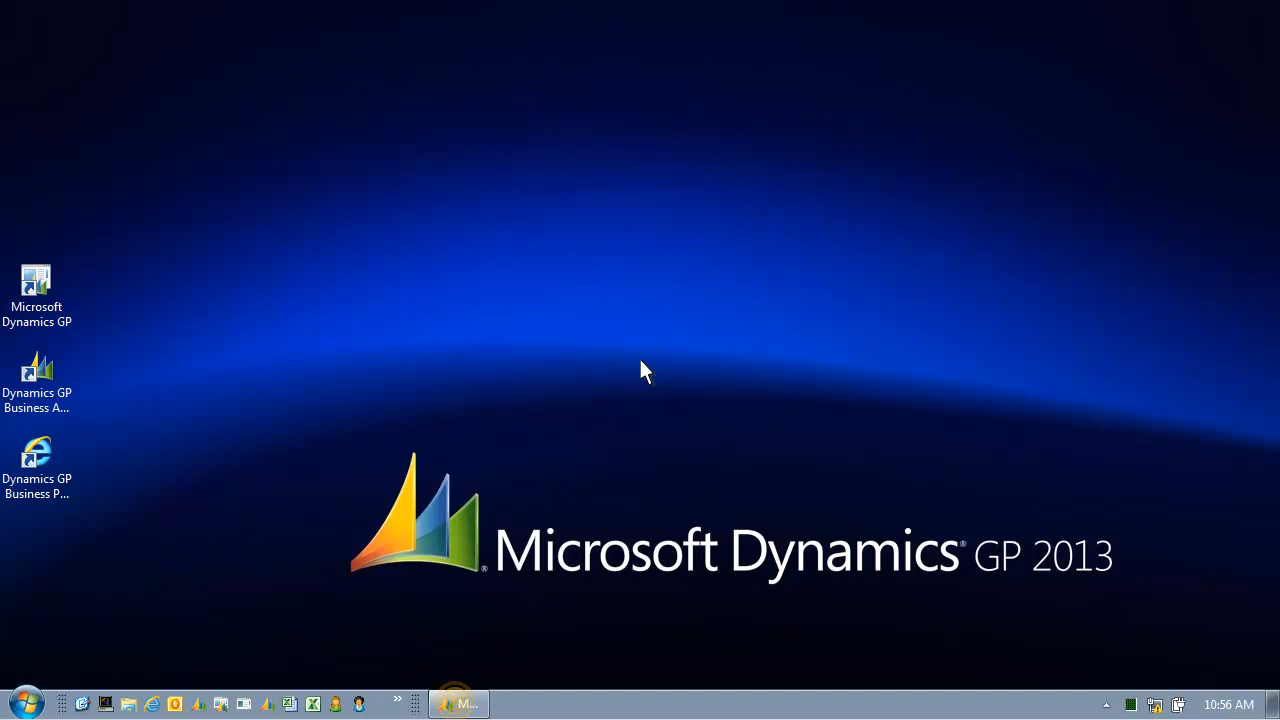 Microsoft
Dynamics GP
Dynamics GP
Business A...
Dynamics GP
Business P...
Microsoft Dynamics® GP 2013
M...
10:56 AM